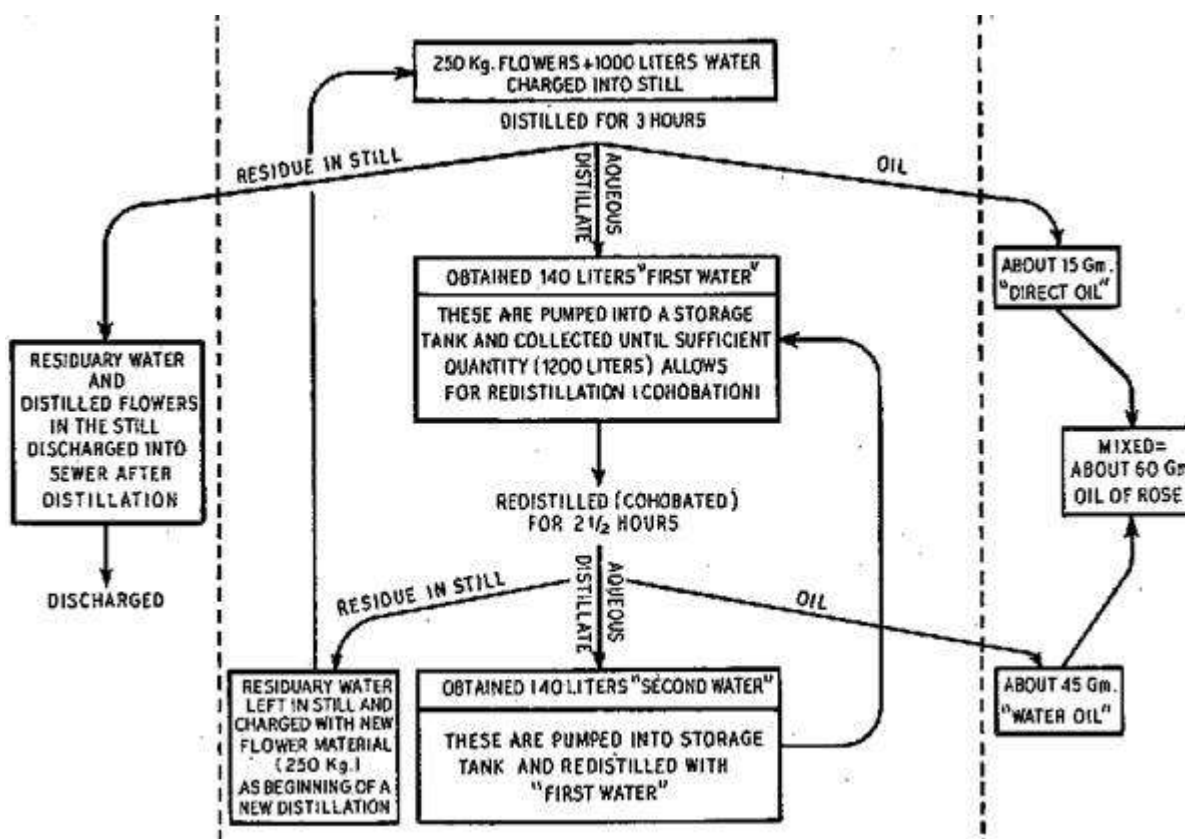 250 Kg. FLOWERS + 1000 LITERS WATER
CHARGED INTO STILL
DISTILLED FOR 3 HOURS
RESIDUE IN STILL
AQUEOUS
DISTILLATE
OIL
OBTAINED 140 LITERS "FIRST WATER"
THESE ARE PUMPED INTO A STORAGE
TANK AND COLLECTED UNTIL SUFFICIENT
QUANTITY (1200 LITERS) ALLOWS
FOR REDISTILLATION (COHOBATION)
ABOUT 15 Gm.
"DIRECT OIL"
RESIDUARY WATER
AND
DISTILLED FLOWERS
IN THE STILL
DISCHARGED INTO
SEWER AFTER
DISTILLATION
DISCHARGED
MIXED =
ABOUT 60 Gm
OIL OF ROSE
REDISTILLED (COHOBATED)
FOR 2 1/2 HOURS
RESIDUE IN STILL
AQUEOUS
DISTILLATE
OIL
RESIDUARY WATER
LEFT IN STILL AND
CHARGED WITH NEW
FLOWER MATERIAL
(250 Kg.)
AS BEGINNING OF A
NEW DISTILLATION
OBTAINED 140 LITERS "SECOND WATER"
THESE ARE PUMPED INTO STORAGE
TANK AND REDISTILLED WITH
"FIRST WATER"
ABOUT 45 Gm.
"WATER OIL"